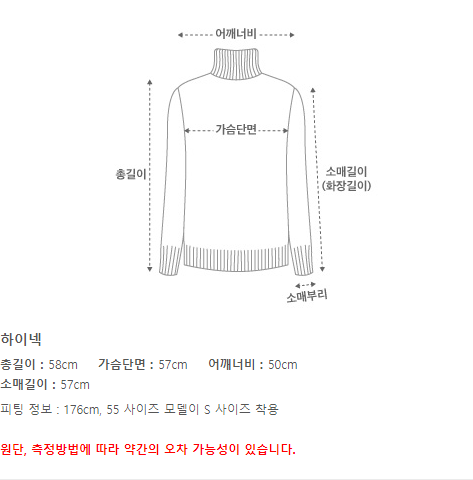 어깨너비
가슴단면
총길이
소매길이
(화장길이)
소매부리
하이넥
총길이 : 58cm 가슴단면 : 57cm 어깨너비 : 50cm
소매길이 : 57cm
피팅 정보 : 176cm, 55 사이즈 모델이 S 사이즈 착용
원단, 측정방법에 따라 약간의 오차 가능성이 있습니다.